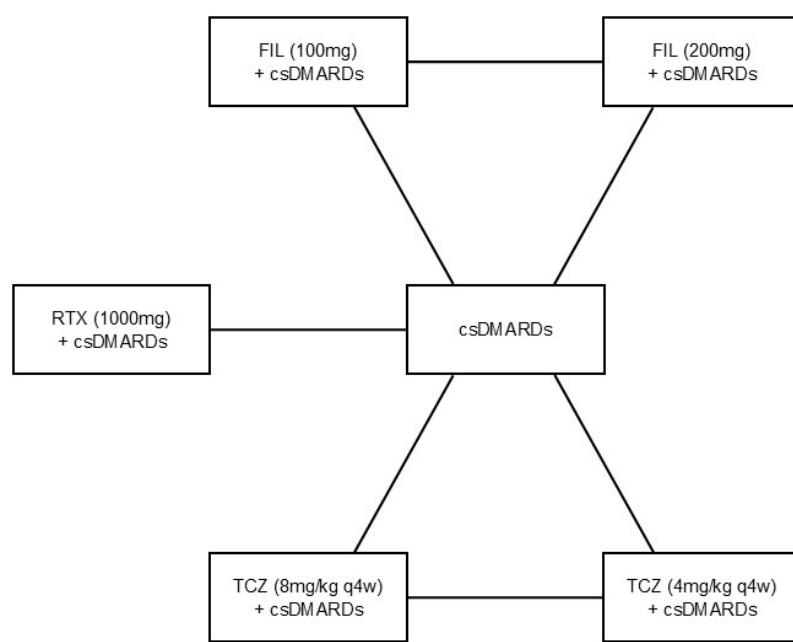 FIL (100mg)
+ csDMARDs
FIL (200mg)
+ csDMARDs
RTX (1000mg)
+ csDMARDs
csDMARDs
TCZ (8mg/kg q4w)
+ csDMARDs
TCZ (4mg/kg q4w)
+ csDMARDs